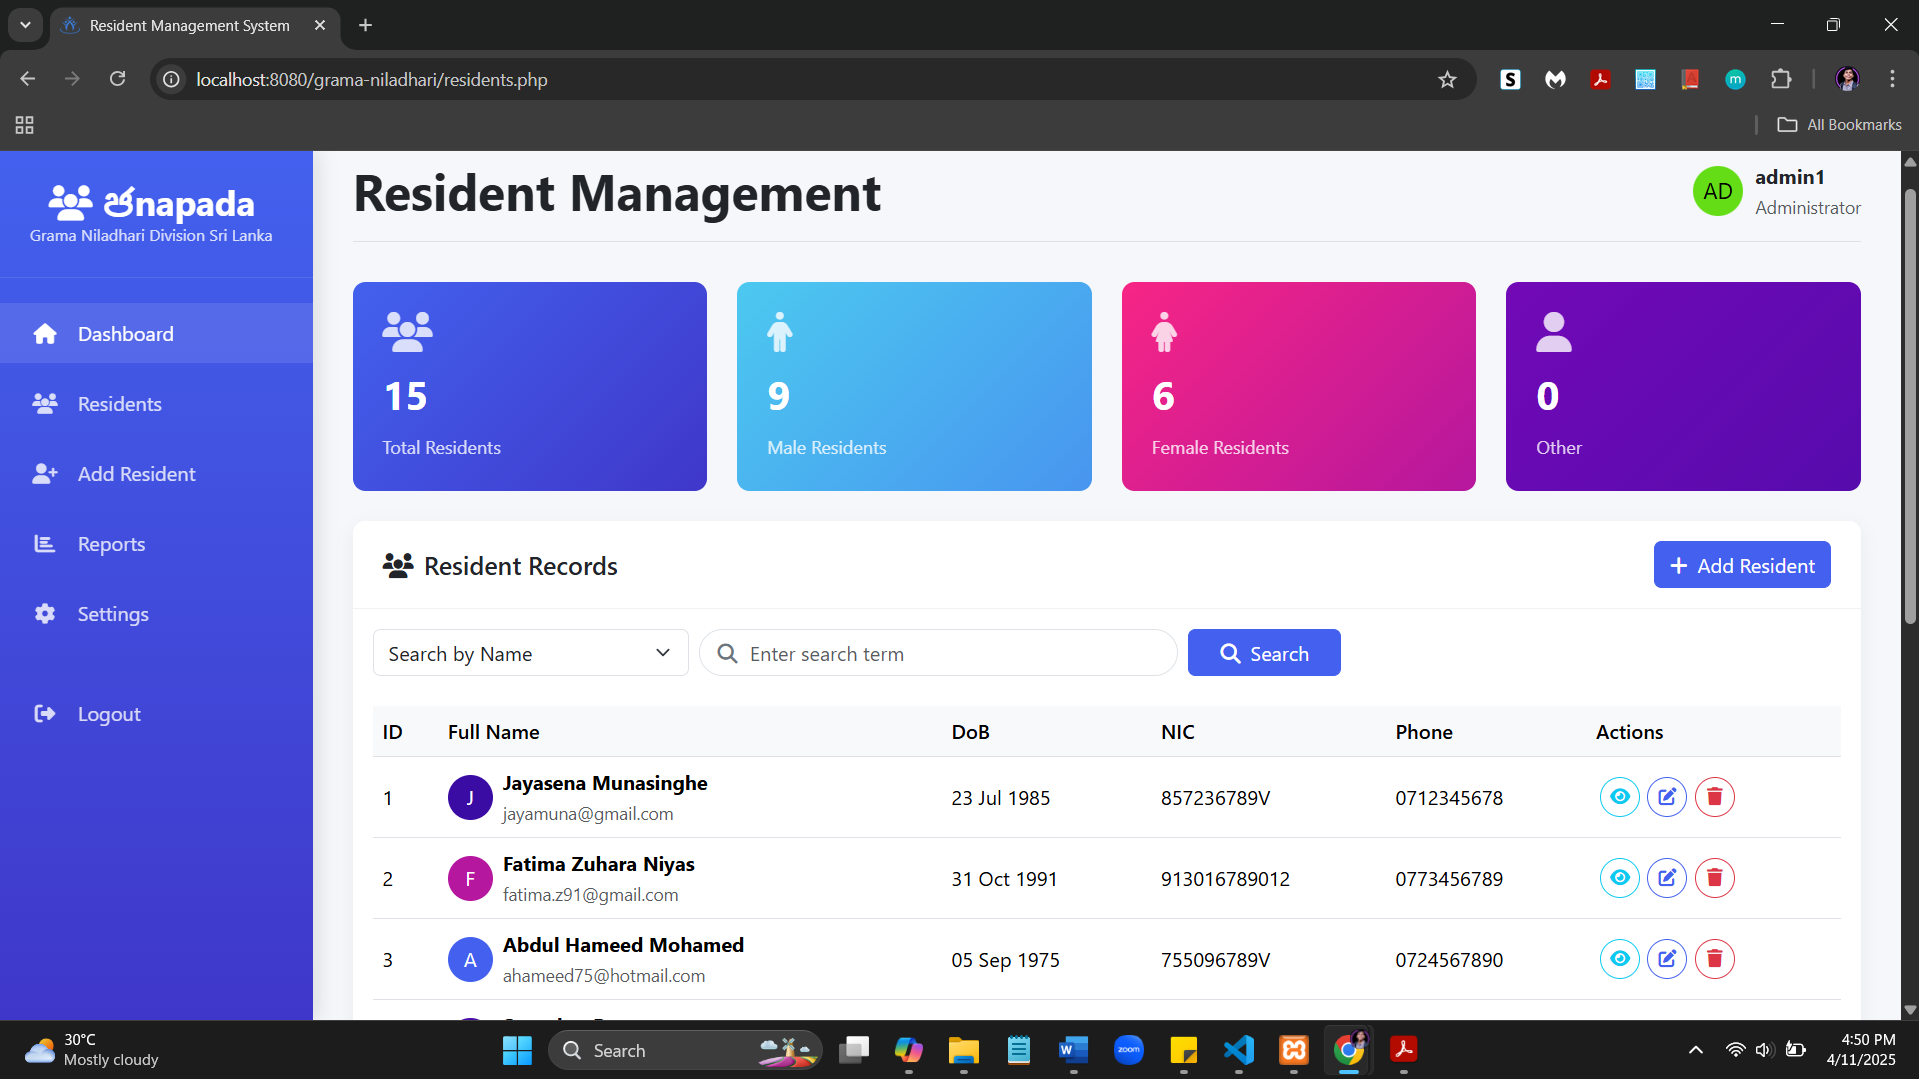 Resident Management System
localhost:8080/grama-niladhari/residents.php
All Bookmarks
ජnapada
Grama Niladhari Division Sri Lanka
Dashboard
Residents
Add Resident
Reports
Settings
Logout
Resident Management
AD
admin1
Administrator
15
Total Residents
9
Male Residents
6
Female Residents
0
Other
Resident Records
Add Resident
Search by Name
Enter search term
Search
ID Full Name DoB NIC Phone Actions
1 J Jayasena Munasinghe 23 Jul 1985 857236789V 0712345678
jayamuna@gmail.com
2 F Fatima Zuhara Niyas 31 Oct 1991 913016789012 0773456789
fatima.z91@gmail.com
3 A Abdul Hameed Mohamed 05 Sep 1975 755096789V 0724567890
ahameed75@hotmail.com
30°C
Mostly cloudy
Search
zoom
4:50 PM
4/11/2025